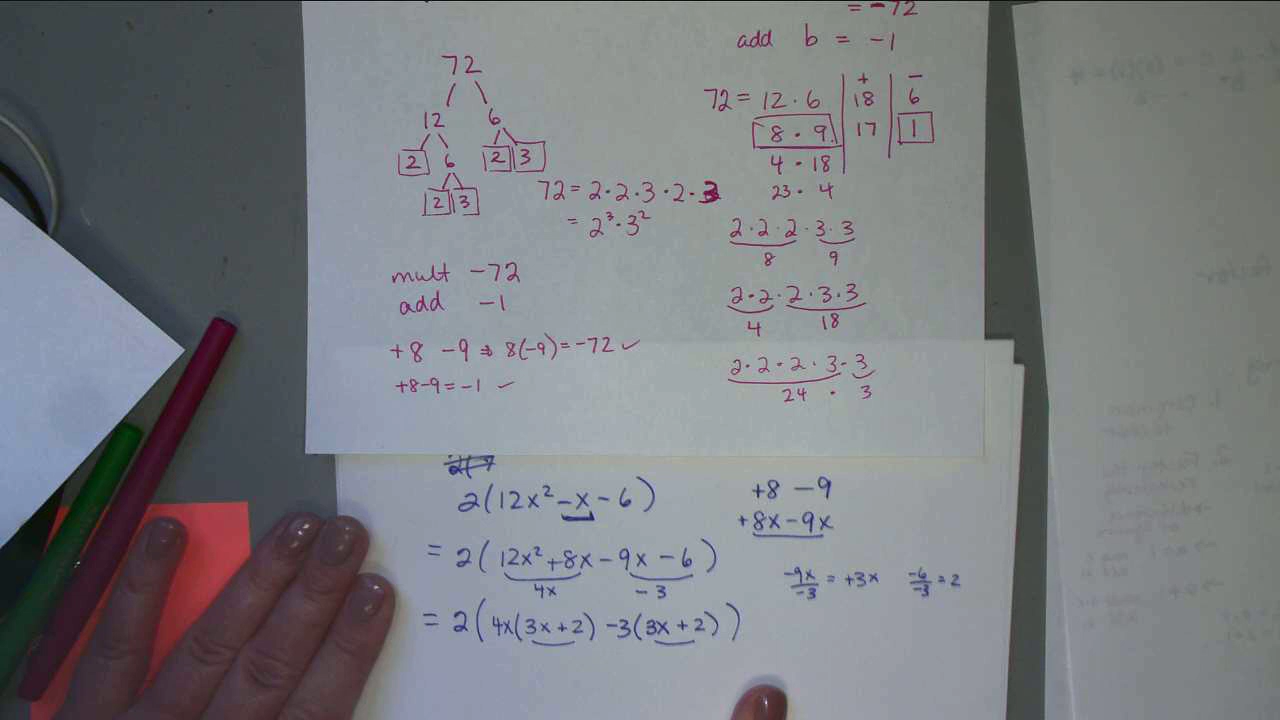 = -72
add b = -1
72
12 6
2 6 2 3
2 3
72 = 2·2·3·2·3
= 2³·3²
+ -
72 = 12·6 18 6
8·9 17 1
4·18
23·4
2·2·2·3·3
8 9
2·2·2·3·3
4 18
2·2·2·3·3
24 · 3
mult -72
add -1
+8 -9 ⇒ 8(-9) = -72 ✓
+8-9 = -1 ✓
2(12x² - x - 6)
= 2(12x² + 8x - 9x - 6)
4x -3
= 2(4x(3x+2) -3(3x+2))
+8 -9
+8x - 9x
-9x/-3 = +3x -6/-3 = 2